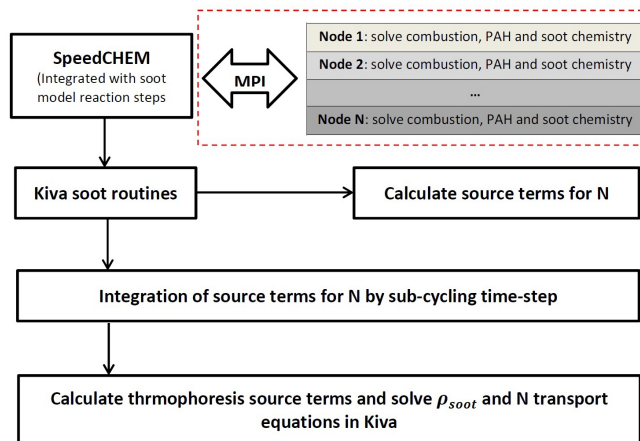 SpeedCHEM
(Integrated with soot
model reaction steps
MPI
Node 1: solve combustion, PAH and soot chemistry
Node 2: solve combustion, PAH and soot chemistry
...
Node N: solve combustion, PAH and soot chemistry
Kiva soot routines
Calculate source terms for N
Integration of source terms for N by sub-cycling time-step
Calculate thrmophoresis source terms and solve ρsoot and N transport
equations in Kiva